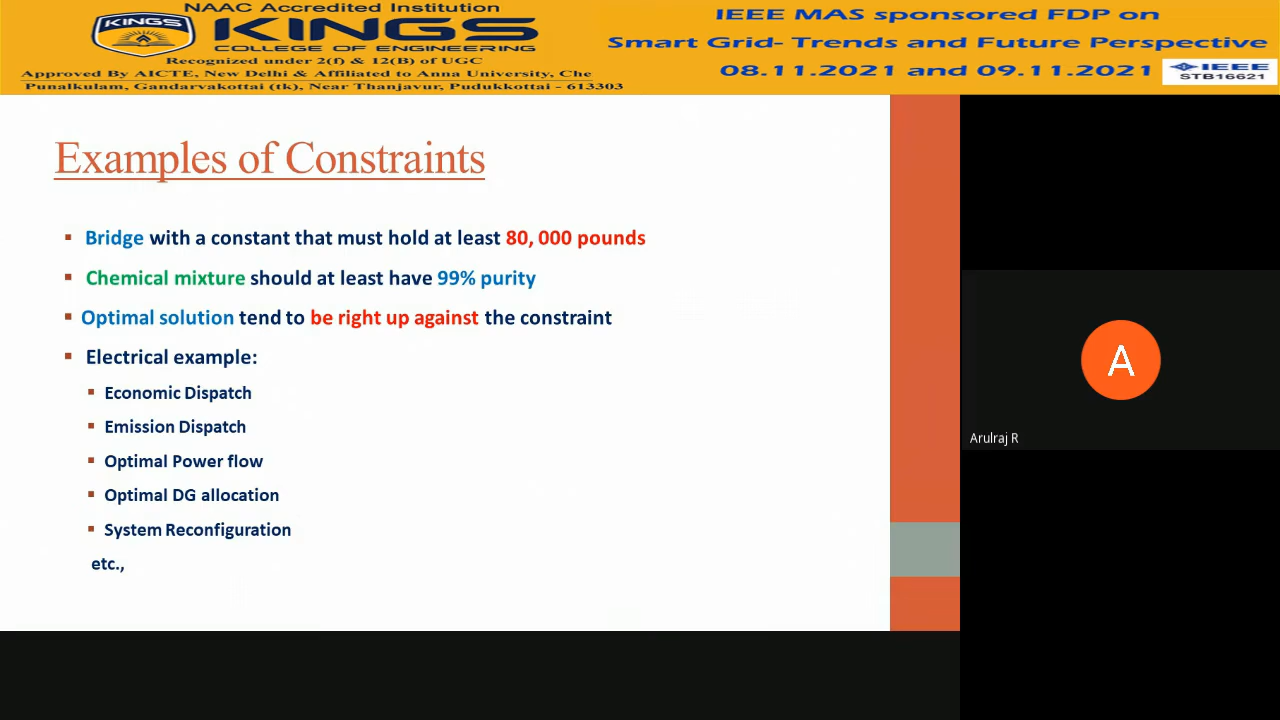 NAAC Accredited Institution
KINGS
KINGS
COLLEGE OF ENGINEERING
Recognized under 2(f) & 12(B) of UGC
Approved By AICTE, New Delhi & Affiliated to Anna University, Che
Punalkulam, Gandarvakottai (tk), Near Thanjavur, Pudukkottai - 613303
IEEE MAS sponsored FDP on
Smart Grid- Trends and Future Perspective
08.11.2021 and 09.11.2021
IEEE
STB16621
Examples of Constraints
▪ Bridge with a constant that must hold at least 80, 000 pounds
▪ Chemical mixture should at least have 99% purity
▪ Optimal solution tend to be right up against the constraint
▪ Electrical example:
▪ Economic Dispatch
▪ Emission Dispatch
▪ Optimal Power flow
▪ Optimal DG allocation
▪ System Reconfiguration
etc.,
A
Arulraj R